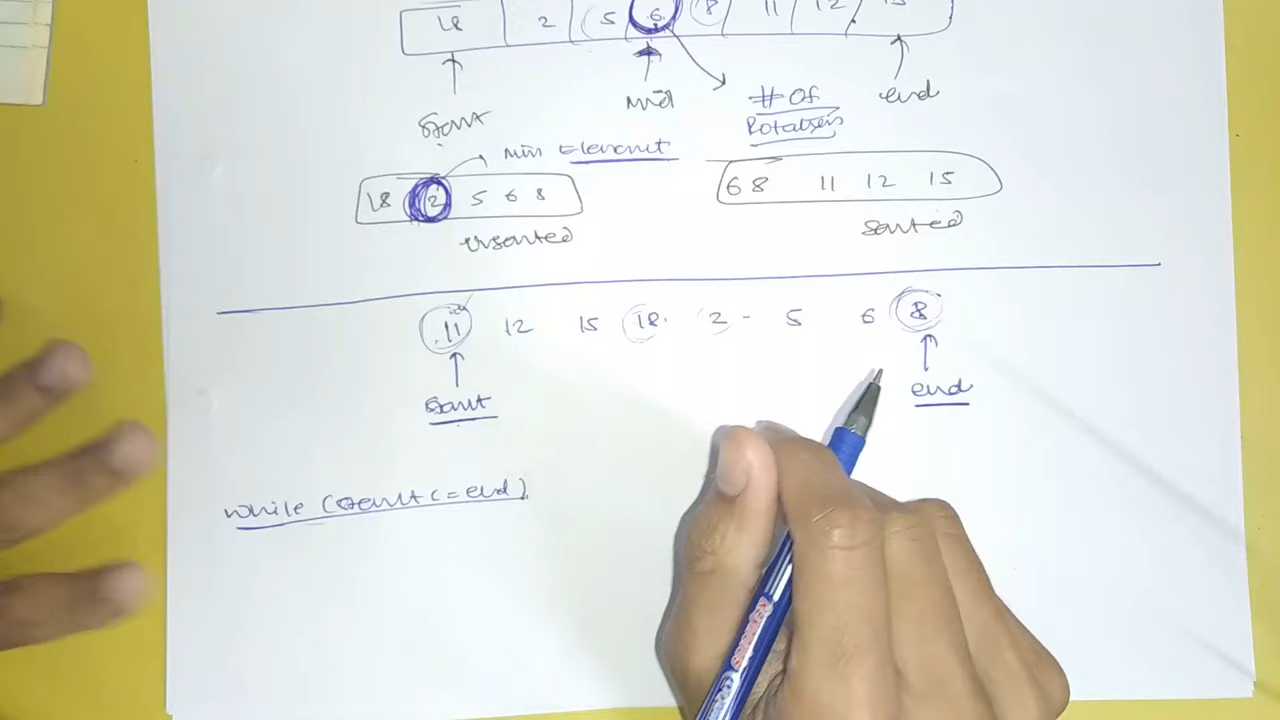 18 2 5 6 8 11 12 15
start mid # Of end
Rotations
Min Element
18 2 5 6 8 6 8 11 12 15
unsorted sorted
11 12 15 18 2 5 6 8
start end
while (start <= end)